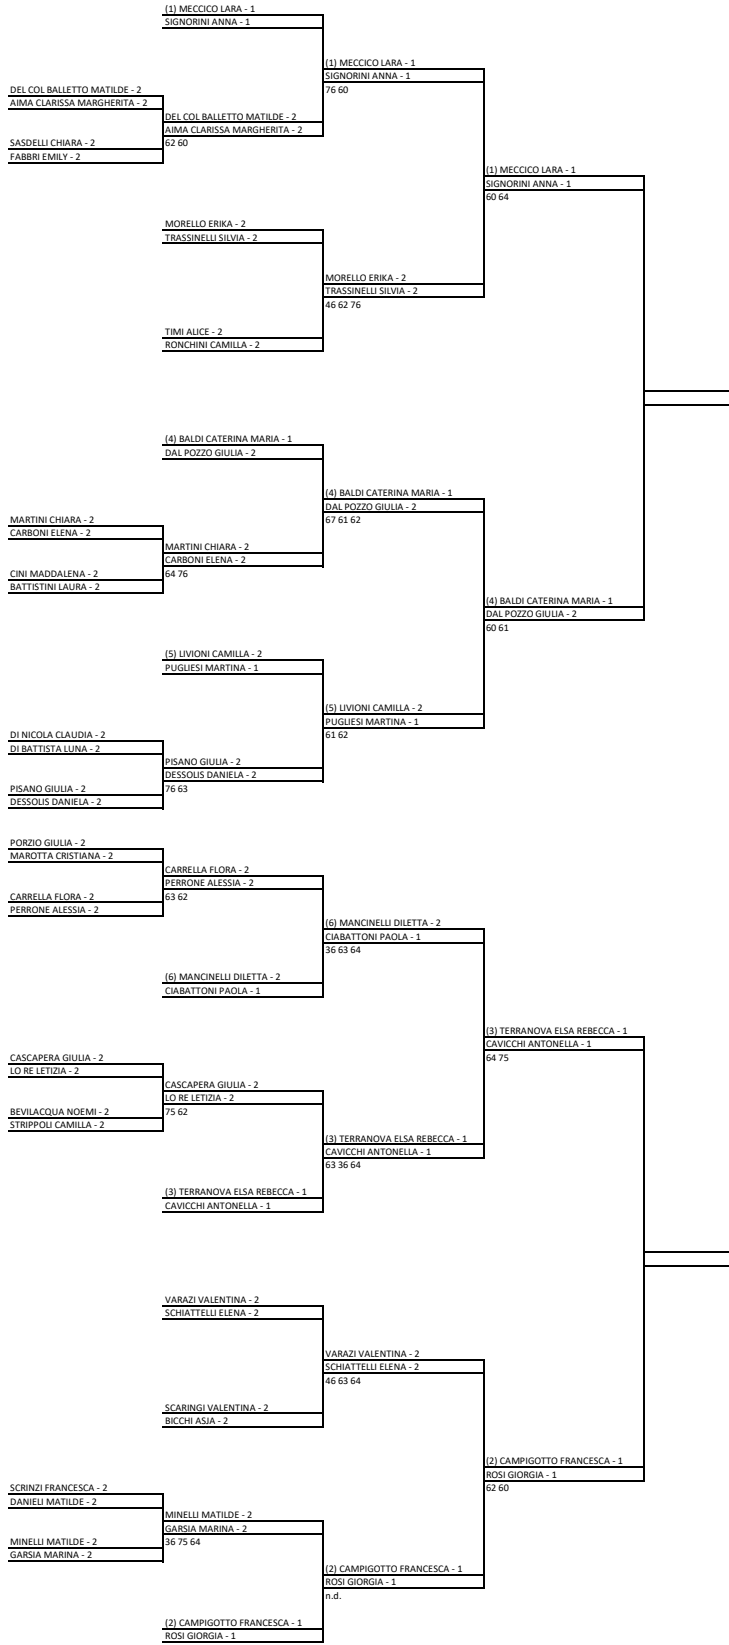 (1) MECCICO LARA - 1
SIGNORINI ANNA - 1
(1) MECCICO LARA - 1
SIGNORINI ANNA - 1
76 60
DEL COL BALLETTO MATILDE - 2
AIMA CLARISSA MARGHERITA - 2
DEL COL BALLETTO MATILDE - 2
AIMA CLARISSA MARGHERITA - 2
62 60
SASDELLI CHIARA - 2
FABBRI EMILY - 2
(1) MECCICO LARA - 1
SIGNORINI ANNA - 1
60 64
MORELLO ERIKA - 2
TRASSINELLI SILVIA - 2
MORELLO ERIKA - 2
TRASSINELLI SILVIA - 2
46 62 76
TIMI ALICE - 2
RONCHINI CAMILLA - 2
(4) BALDI CATERINA MARIA - 1
DAL POZZO GIULIA - 2
(4) BALDI CATERINA MARIA - 1
DAL POZZO GIULIA - 2
67 61 62
MARTINI CHIARA - 2
CARBONI ELENA - 2
MARTINI CHIARA - 2
CARBONI ELENA - 2
64 76
CINI MADDALENA - 2
BATTISTINI LAURA - 2
(4) BALDI CATERINA MARIA - 1
DAL POZZO GIULIA - 2
60 61
(5) LIVIONI CAMILLA - 2
PUGLIESI MARTINA - 1
(5) LIVIONI CAMILLA - 2
PUGLIESI MARTINA - 1
61 62
DI NICOLA CLAUDIA - 2
DI BATTISTA LUNA - 2
PISANO GIULIA - 2
DESSOLIS DANIELA - 2
76 63
PISANO GIULIA - 2
DESSOLIS DANIELA - 2
PORZIO GIULIA - 2
MAROTTA CRISTIANA - 2
CARRELLA FLORA - 2
PERRONE ALESSIA - 2
63 62
CARRELLA FLORA - 2
PERRONE ALESSIA - 2
(6) MANCINELLI DILETTA - 2
CIABATTONI PAOLA - 1
36 63 64
(6) MANCINELLI DILETTA - 2
CIABATTONI PAOLA - 1
(3) TERRANOVA ELSA REBECCA - 1
CAVICCHI ANTONELLA - 1
64 75
CASCAPERA GIULIA - 2
LO RE LETIZIA - 2
CASCAPERA GIULIA - 2
LO RE LETIZIA - 2
75 62
BEVILACQUA NOEMI - 2
STRIPPOLI CAMILLA - 2
(3) TERRANOVA ELSA REBECCA - 1
CAVICCHI ANTONELLA - 1
63 36 64
(3) TERRANOVA ELSA REBECCA - 1
CAVICCHI ANTONELLA - 1
VARAZI VALENTINA - 2
SCHIATTELLI ELENA - 2
VARAZI VALENTINA - 2
SCHIATTELLI ELENA - 2
46 63 64
SCARINGI VALENTINA - 2
BICCHI ASJA - 2
(2) CAMPIGOTTO FRANCESCA - 1
ROSI GIORGIA - 1
62 60
SCRINZI FRANCESCA - 2
DANIELI MATILDE - 2
MINELLI MATILDE - 2
GARSIA MARINA - 2
36 75 64
MINELLI MATILDE - 2
GARSIA MARINA - 2
(2) CAMPIGOTTO FRANCESCA - 1
ROSI GIORGIA - 1
n.d.
(2) CAMPIGOTTO FRANCESCA - 1
ROSI GIORGIA - 1